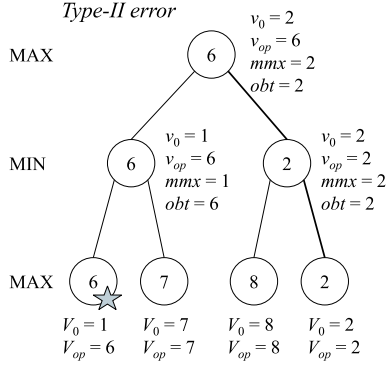 Type-II error
MAX
6
v0 = 2
vop = 6
mmx = 2
obt = 2
MIN
6
v0 = 1
vop = 6
mmx = 1
obt = 6
2
v0 = 2
vop = 2
mmx = 2
obt = 2
MAX
6
7
8
2
V0 = 1
Vop = 6
V0 = 7
Vop = 7
V0 = 8
Vop = 8
V0 = 2
Vop = 2